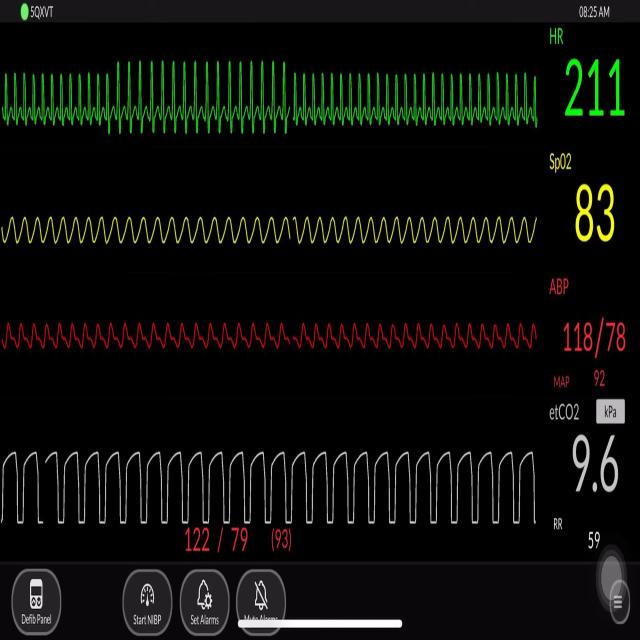 5QXVT
08:25 AM
HR
211
SpO2
83
ABP
118/78
MAP 92
etCO2 kPa
9.6
RR
59
122 / 79 (93)
Defib Panel
Start NIBP
Set Alarms
Mute Alarms